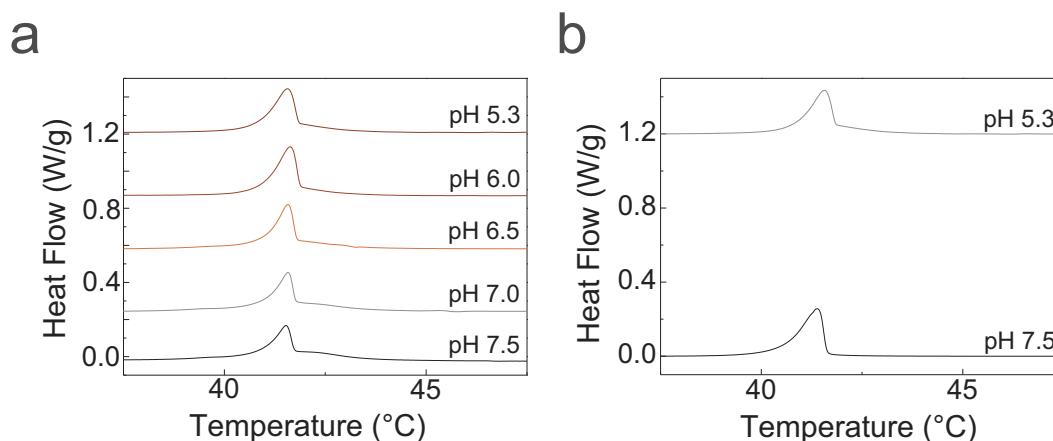 a
Heat Flow (W/g)
1.2
0.8
0.4
0.0
pH 5.3
pH 6.0
pH 6.5
pH 7.0
pH 7.5
40
45
Temperature (°C)
b
Heat Flow (W/g)
1.2
0.8
0.4
0.0
pH 5.3
pH 7.5
40
45
Temperature (°C)